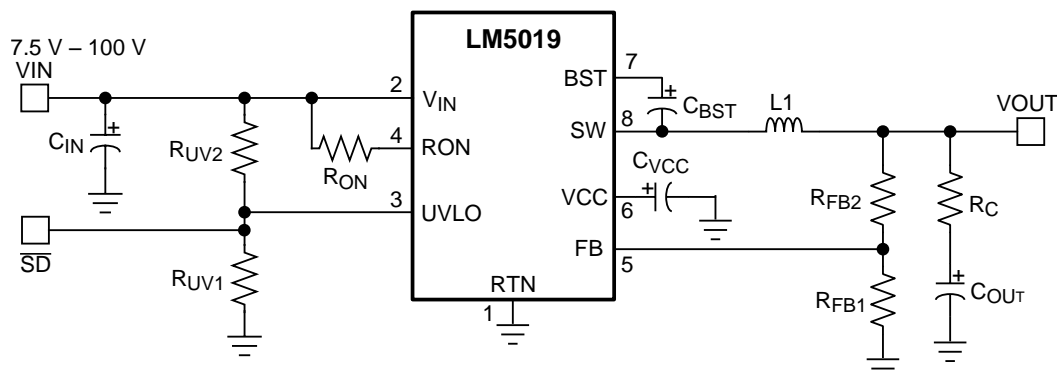 LM5019
7.5 V – 100 V
VIN
7
BST
2
VIN
CBST
L1
VOUT
8
SW
CIN
4
RON
RUV2
RON
CVCC
VCC
6
RFB2
RC
3
UVLO
SD
FB
5
RUV1
RTN
1
RFB1
COUT